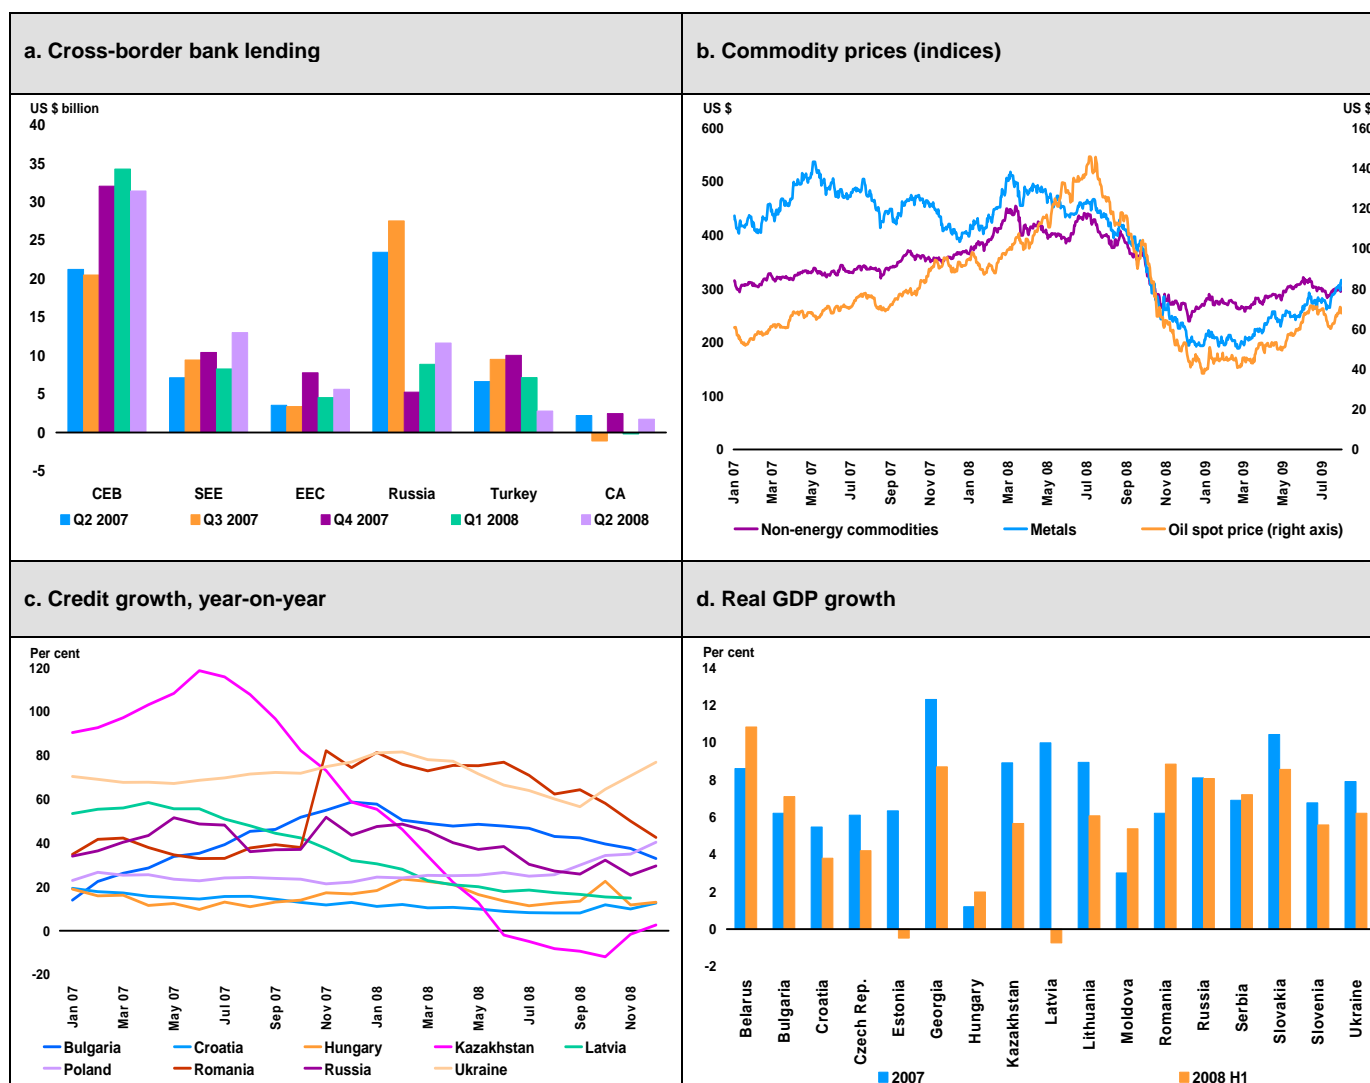 a. Cross-border bank lending
US $ billion
40
35
30
25
20
15
10
5
0
-5
CEB SEE EEC Russia Turkey CA
Q2 2007 Q3 2007 Q4 2007 Q1 2008 Q2 2008
b. Commodity prices (indices)
US $ US $
600 160
500 140
400 120
300 100
200 80
100 60
0 40
20
0
Jan 07 Mar 07 May 07 Jul 07 Sep 07 Nov 07 Jan 08 Mar 08 May 08 Jul 08 Sep 08 Nov 08 Jan 09 Mar 09 May 09 Jul 09
Non-energy commodities Metals Oil spot price (right axis)
c. Credit growth, year-on-year
Per cent
120
100
80
60
40
20
0
-20
Jan 07 Mar 07 May 07 Jul 07 Sep 07 Nov 07 Jan 08 Mar 08 May 08 Jul 08 Sep 08 Nov 08
Bulgaria Croatia Hungary Kazakhstan Latvia
Poland Romania Russia Ukraine
d. Real GDP growth
Per cent
14
12
10
8
6
4
2
0
-2
Belarus Bulgaria Croatia Czech Rep. Estonia Georgia Hungary Kazakhstan Latvia Lithuania Moldova Romania Russia Serbia Slovakia Slovenia Ukraine
2007 2008 H1